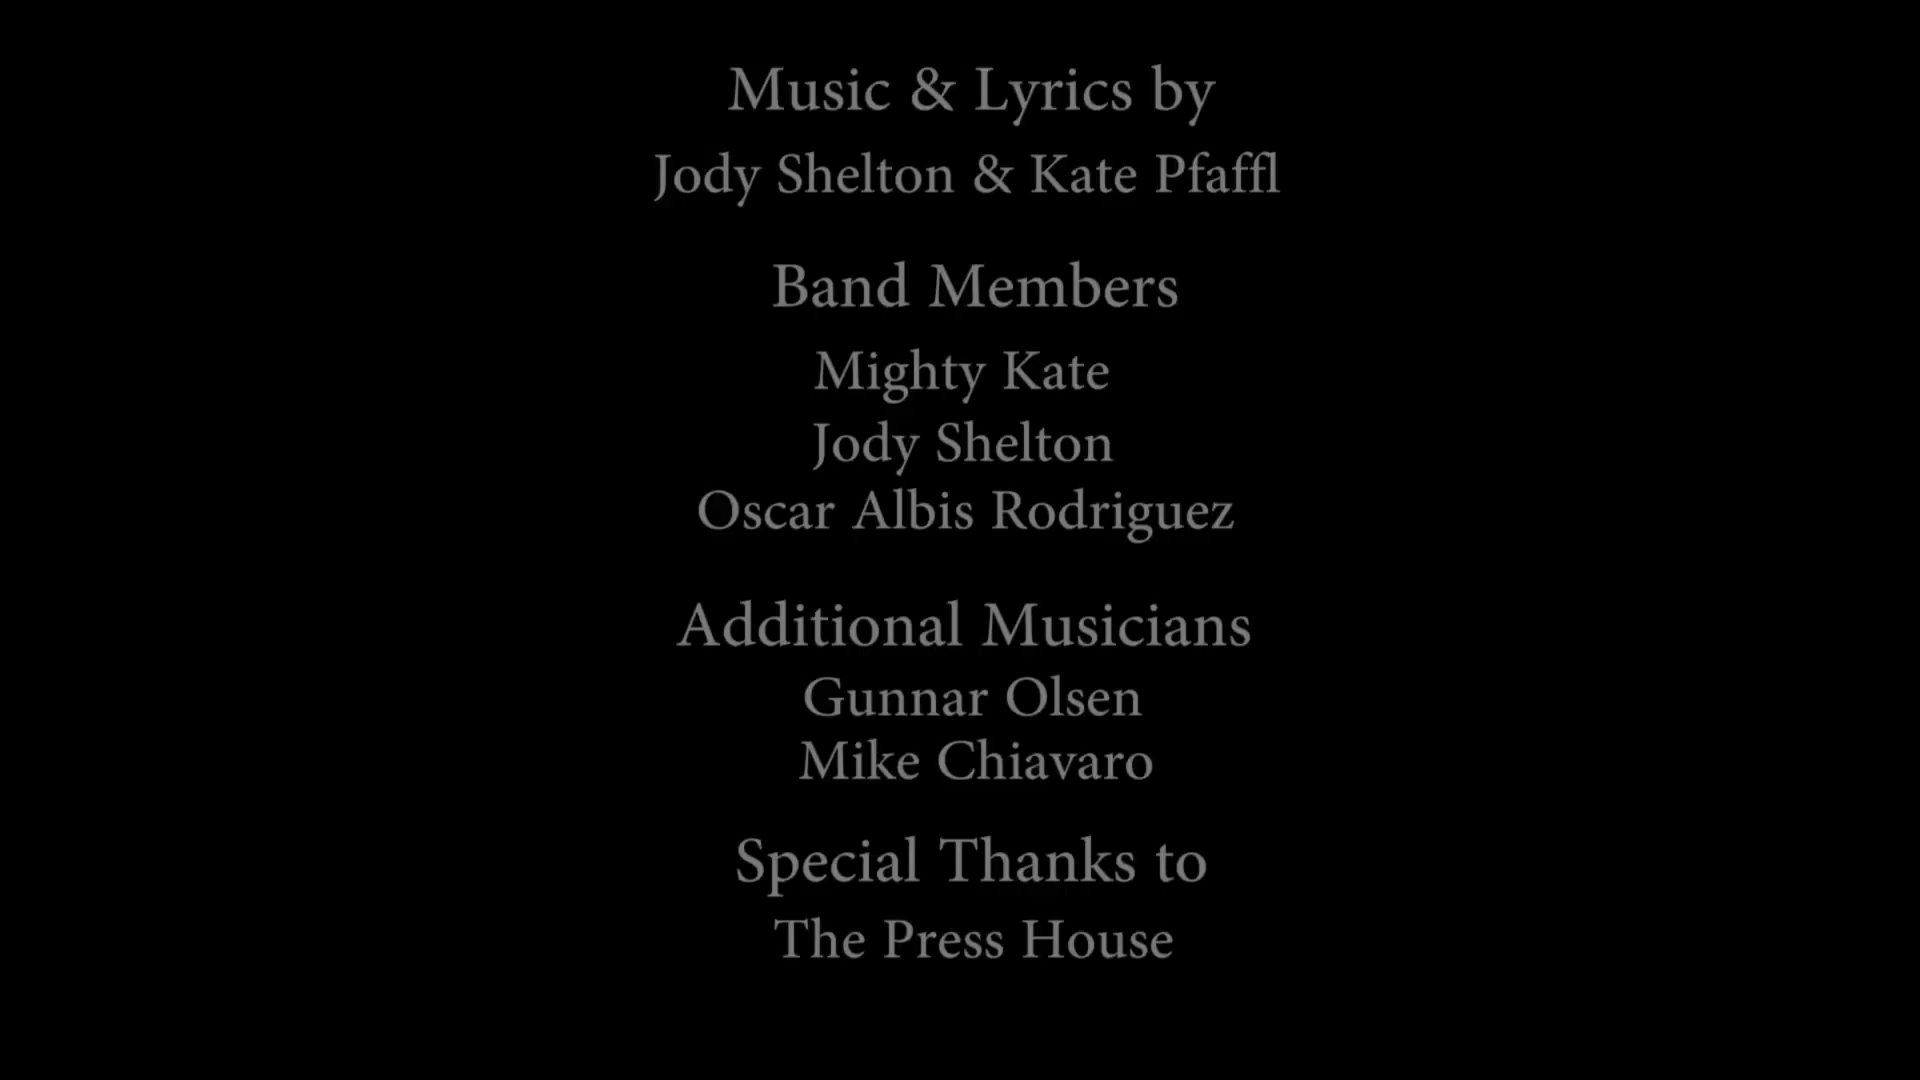 Music & Lyrics by
Jody Shelton & Kate Pfaffl
Band Members
Mighty Kate
Jody Shelton
Oscar Albis Rodriguez
Additional Musicians
Gunnar Olsen
Mike Chiavaro
Special Thanks to
The Press House